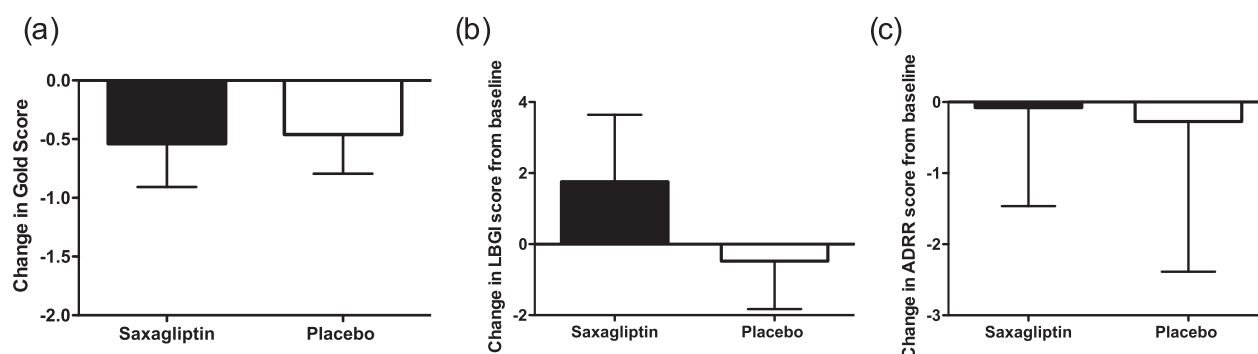 (a)
Change in Gold Score
0.0
-0.5
-1.0
-1.5
-2.0
Saxagliptin
Placebo
(b)
Change in LBGI score from baseline
4
2
0
-2
Saxagliptin
Placebo
(c)
Change in ADRR score from baseline
0
-1
-2
-3
Saxagliptin
Placebo